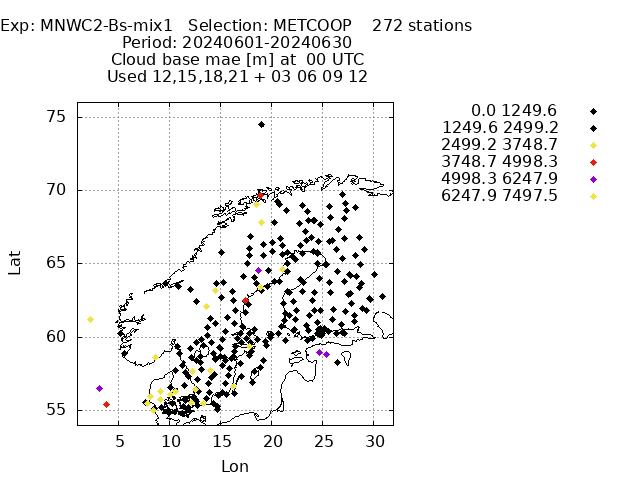 Exp: MNWC2-Bs-mix1   Selection: METCOOP    272 stations
Period: 20240601-20240630
Cloud base mae [m] at  00 UTC
Used 12,15,18,21 + 03 06 09 12
0.0 1249.6
1249.6 2499.2
2499.2 3748.7
3748.7 4998.3
4998.3 6247.9
6247.9 7497.5
75
70
65
60
55
Lat
5 10 15 20 25 30
Lon